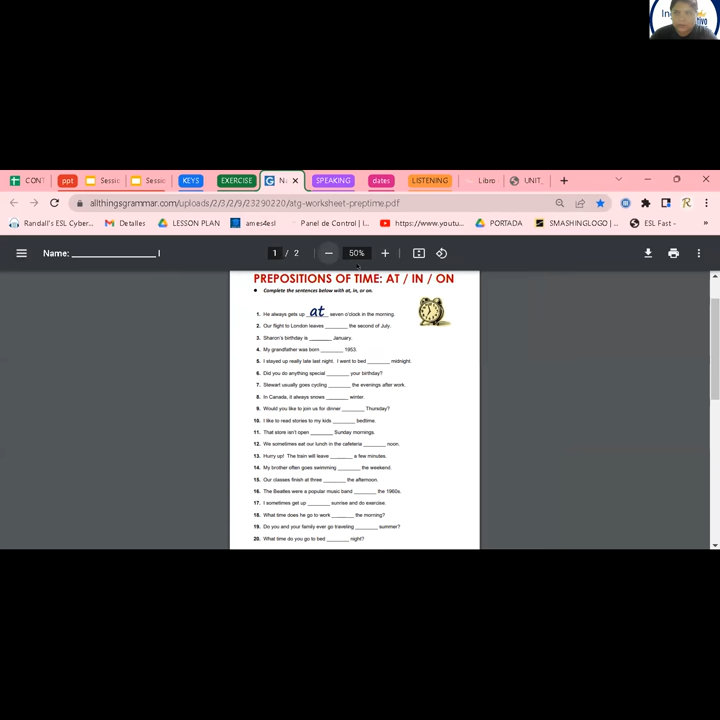 CONT
ppt
Sessic
Sessic
KEYS
EXERCISE
SPEAKING
dates
LISTENING
Libro
UNIT_
allthingsgrammar.com/uploads/2/3/2/9/23290220/atg-worksheet-preptime.pdf
Randall's ESL Cyber...
Detalles
LESSON PLAN
ames4esl
Panel de Control | I...
https://www.youtu...
PORTADA
SMASHINGLOGO | ...
ESL Fast -
Name: ______________ I
1 / 2
50%
PREPOSITIONS OF TIME: AT / IN / ON
Complete the sentences below with at, in, or on.
1. He always gets up __at__ seven o'clock in the morning.
2. Our flight to London leaves ________ the second of July.
3. Sharon's birthday is ________ January.
4. My grandfather was born ________ 1953.
5. I stayed up really late last night. I went to bed ________ midnight.
6. Did you do anything special ________ your birthday?
7. Stewart usually goes cycling ________ the evenings after work.
8. In Canada, it always snows ________ winter.
9. Would you like to join us for dinner ________ Thursday?
10. I like to read stories to my kids ________ bedtime.
11. That store isn't open ________ Sunday mornings.
12. We sometimes eat our lunch in the cafeteria ________ noon.
13. Hurry up! The train will leave ________ a few minutes.
14. My brother often goes swimming ________ the weekend.
15. Our classes finish at three ________ the afternoon.
16. The Beatles were a popular music band ________ the 1960s.
17. I sometimes get up ________ sunrise and do exercise.
18. What time does he go to work ________ the morning?
19. Do you and your family ever go traveling ________ summer?
20. What time do you go to bed ________ night?